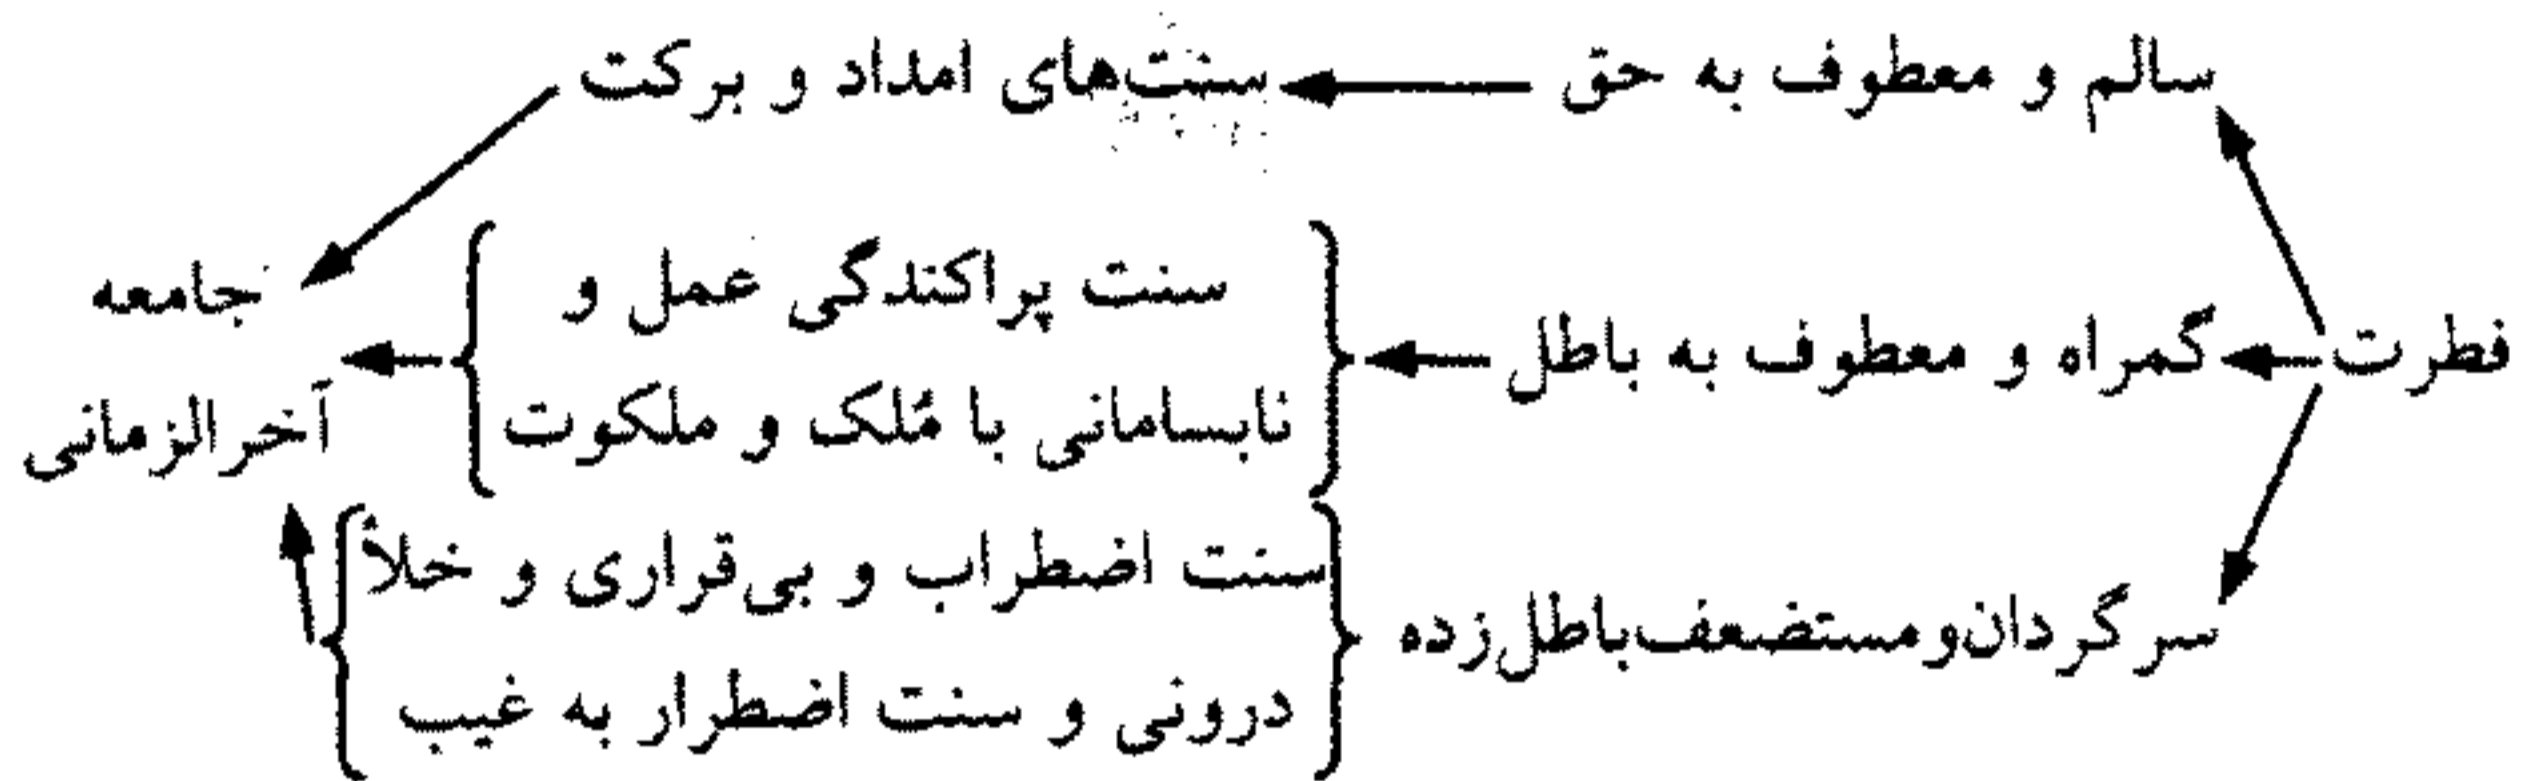 سالم و معطوف به حق
سنت‌های امداد و برکت
فطرت
گمراه و معطوف به باطل
سنت پراکندگی عمل و
نابسامانی با مُلک و ملکوت
جامعه
آخرالزمانی
سرگردان و مستضعف باطل‌زده
سنت اضطراب و بی‌قراری و خلأ
درونی و سنت اضطرار به غیب